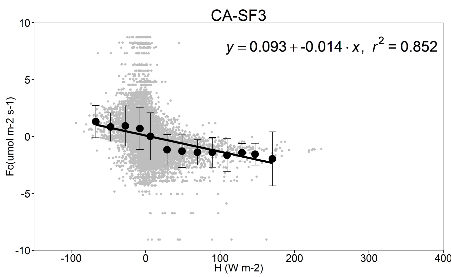 CA-SF3
y = 0.093+-0.014 · x, r² = 0.852
10
5
0
-5
-10
Fc(umol m-2 s-1)
-100 0 100 200 300 400
H (W m-2)